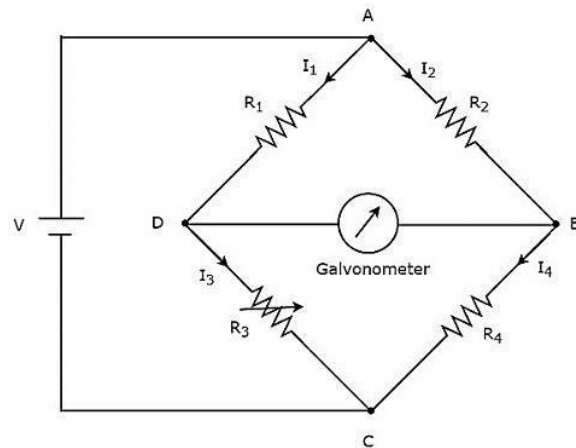 A
I₁
I₂
R₁
R₂
V
D
B
Galvonometer
I₃
I₄
R₃
R₄
C